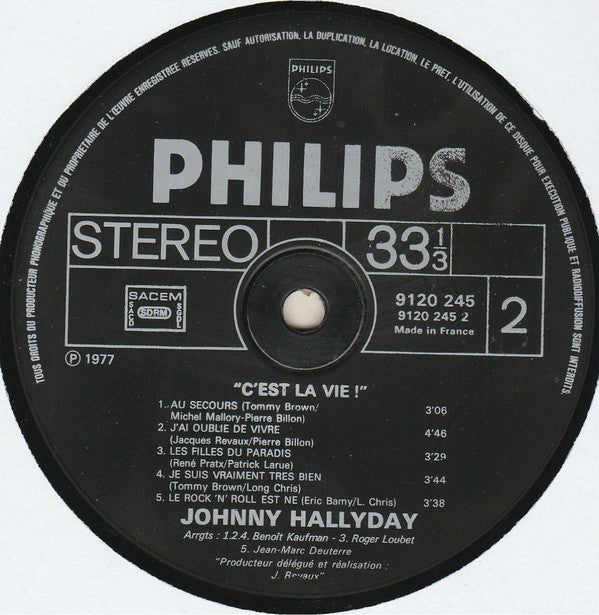 TOUS DROITS DU PRODUCTEUR PHONOGRAPHIQUE ET DU PROPRIETAIRE DE L'ŒUVRE ENREGISTREE RESERVES. SAUF AUTORISATION, LA DUPLICATION, LA LOCATION, LE PRET, L'UTILISATION DE CE DISQUE POUR EXECUTION PUBLIQUE ET RADIODIFFUSION SONT INTERDITS.
PHILIPS
PHILIPS
STEREO 33 1/3
SACEM
SACD SDRM SGDL
9120 245
9120 245 2
Made in France
2
Ⓟ 1977
"C'EST LA VIE !"
1. AU SECOURS (Tommy Brown/
Michel Mallory-Pierre Billon) 3'06
2. J'AI OUBLIE DE VIVRE
(Jacques Revaux/Pierre Billon) 4'46
3. LES FILLES DU PARADIS
(René Pratx/Patrick Larue) 3'29
4. JE SUIS VRAIMENT TRES BIEN
(Tommy Brown/Long Chris) 3'44
5. LE ROCK 'N' ROLL EST NE (Eric Bamy/L. Chris) 3'38
JOHNNY HALLYDAY
Arrgts : 1.2.4. Benoît Kaufman - 3. Roger Loubet
5. Jean-Marc Deuterre
"Producteur délégué et réalisation :
J. Revaux"